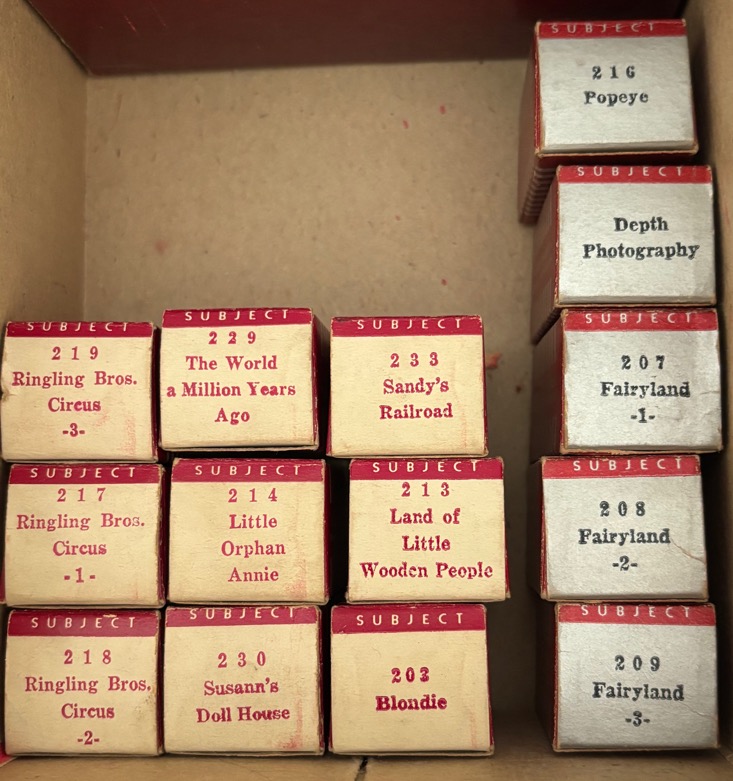 SUBJECT
216
Popeye
SUBJECT
Depth
Photography
SUBJECT
219
Ringling Bros.
Circus
-3-
SUBJECT
229
The World
a Million Years
Ago
SUBJECT
233
Sandy's
Railroad
SUBJECT
207
Fairyland
-1-
SUBJECT
217
Ringling Bros.
Circus
-1-
SUBJECT
214
Little
Orphan
Annie
SUBJECT
213
Land of
Little
Wooden People
SUBJECT
208
Fairyland
-2-
SUBJECT
218
Ringling Bros.
Circus
-2-
SUBJECT
230
Susann's
Doll House
SUBJECT
203
Blondie
SUBJECT
209
Fairyland
-3-